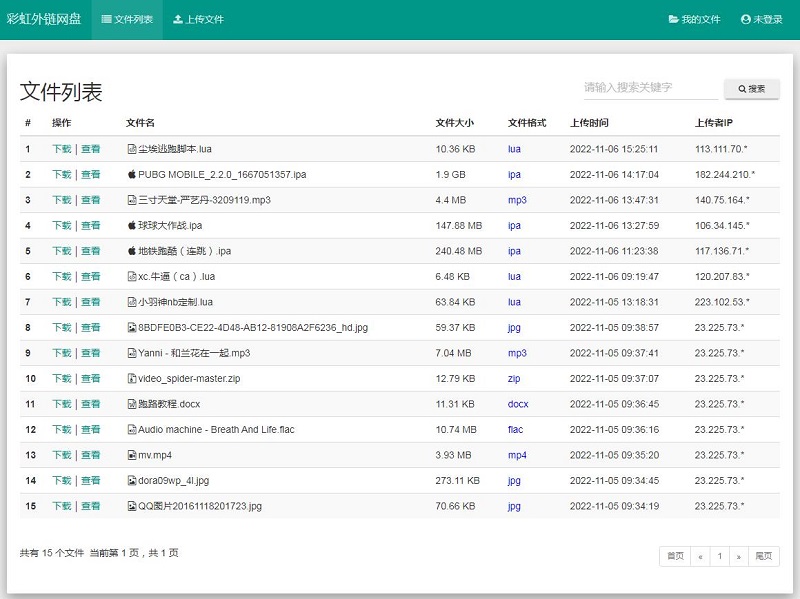 彩虹外链网盘 文件列表 上传文件 我的文件 未登录
文件列表 请输入搜索关键字 搜索
# 操作 文件名 文件大小 文件格式 上传时间 上传者IP
1 下载 | 查看 尘埃逃跑脚本.lua 10.36 KB lua 2022-11-06 15:25:11 113.111.70.*
2 下载 | 查看 PUBG MOBILE_2.2.0_1667051357.ipa 1.9 GB ipa 2022-11-06 14:17:04 182.244.210.*
3 下载 | 查看 三寸天堂-严艺丹-3209119.mp3 4.4 MB mp3 2022-11-06 13:47:31 140.75.164.*
4 下载 | 查看 球球大作战.ipa 147.88 MB ipa 2022-11-06 13:27:59 106.34.145.*
5 下载 | 查看 地铁跑酷（连跳）.ipa 240.48 MB ipa 2022-11-06 11:23:38 117.136.71.*
6 下载 | 查看 xc.牛逼（ca）.lua 6.48 KB lua 2022-11-06 09:19:47 120.207.83.*
7 下载 | 查看 小羽神nb定制.lua 63.84 KB lua 2022-11-05 13:18:31 223.102.53.*
8 下载 | 查看 8BDFE0B3-CE22-4D48-AB12-81908A2F6236_hd.jpg 59.37 KB jpg 2022-11-05 09:38:57 23.225.73.*
9 下载 | 查看 Yanni - 和兰花在一起.mp3 7.04 MB mp3 2022-11-05 09:37:41 23.225.73.*
10 下载 | 查看 video_spider-master.zip 12.79 KB zip 2022-11-05 09:37:07 23.225.73.*
11 下载 | 查看 跑路教程.docx 11.31 KB docx 2022-11-05 09:36:45 23.225.73.*
12 下载 | 查看 Audio machine - Breath And Life.flac 10.74 MB flac 2022-11-05 09:36:16 23.225.73.*
13 下载 | 查看 mv.mp4 3.93 MB mp4 2022-11-05 09:35:20 23.225.73.*
14 下载 | 查看 dora09wp_4l.jpg 273.11 KB jpg 2022-11-05 09:34:45 23.225.73.*
15 下载 | 查看 QQ图片20161118201723.jpg 70.66 KB jpg 2022-11-05 09:34:19 23.225.73.*
共有 15 个文件 当前第 1 页，共 1 页 首页 « 1 » 尾页